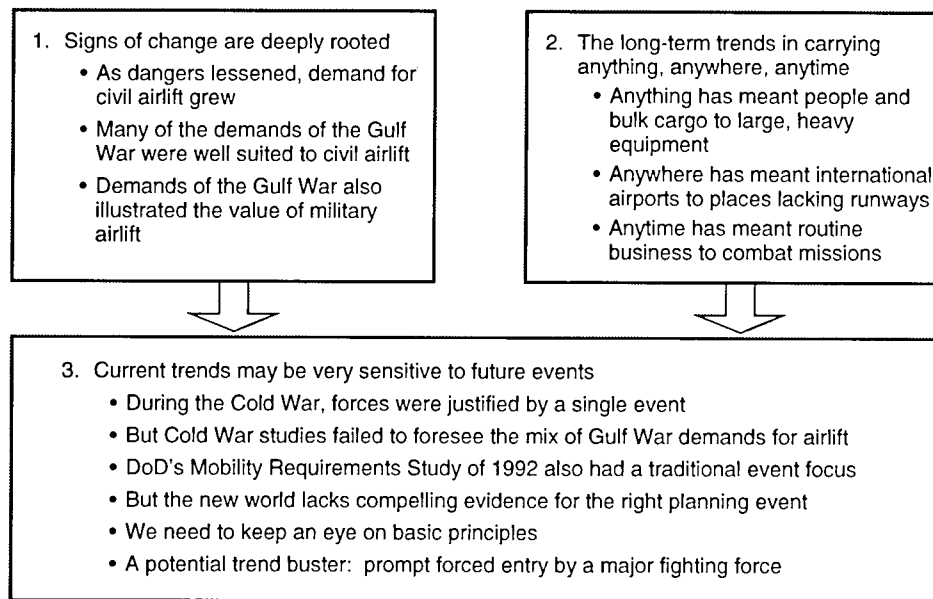 1. Signs of change are deeply rooted
• As dangers lessened, demand for
civil airlift grew
• Many of the demands of the Gulf
War were well suited to civil airlift
• Demands of the Gulf War also
illustrated the value of military
airlift
2. The long-term trends in carrying
anything, anywhere, anytime
• Anything has meant people and
bulk cargo to large, heavy
equipment
• Anywhere has meant international
airports to places lacking runways
• Anytime has meant routine
business to combat missions
3. Current trends may be very sensitive to future events
• During the Cold War, forces were justified by a single event
• But Cold War studies failed to foresee the mix of Gulf War demands for airlift
• DoD's Mobility Requirements Study of 1992 also had a traditional event focus
• But the new world lacks compelling evidence for the right planning event
• We need to keep an eye on basic principles
• A potential trend buster: prompt forced entry by a major fighting force